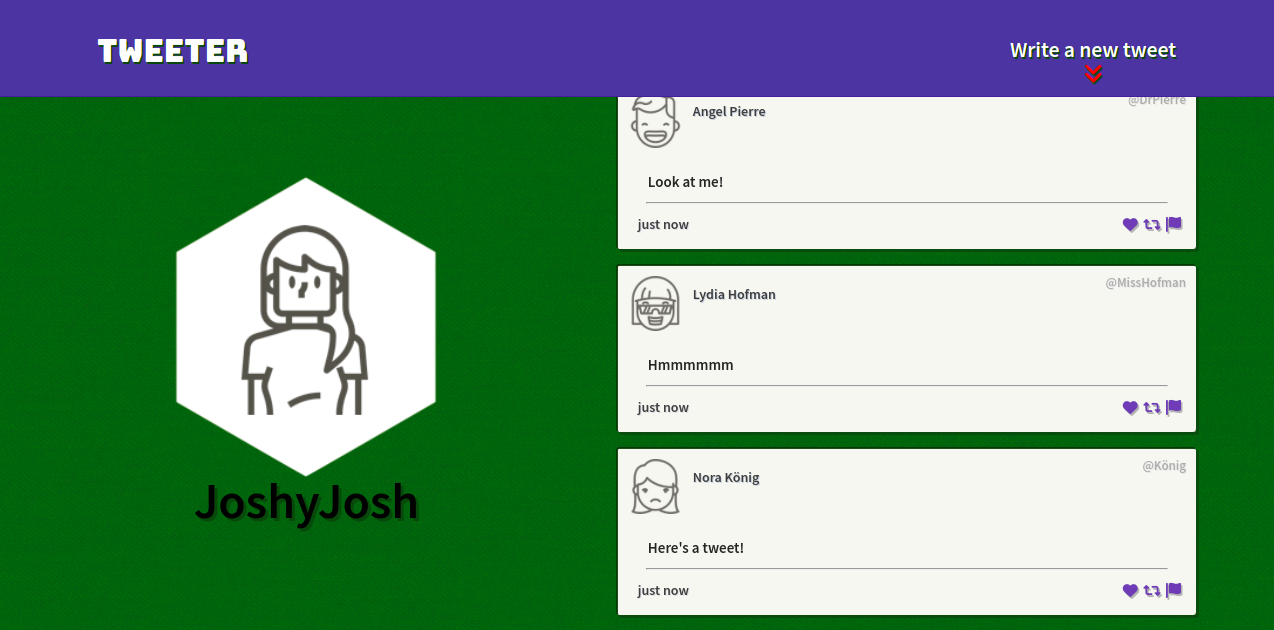 TWEETER
Write a new tweet
JoshyJosh
Angel Pierre
@DrPierre
Look at me!
just now
Lydia Hofman
@MissHofman
Hmmmmmm
just now
Nora König
@König
Here's a tweet!
just now